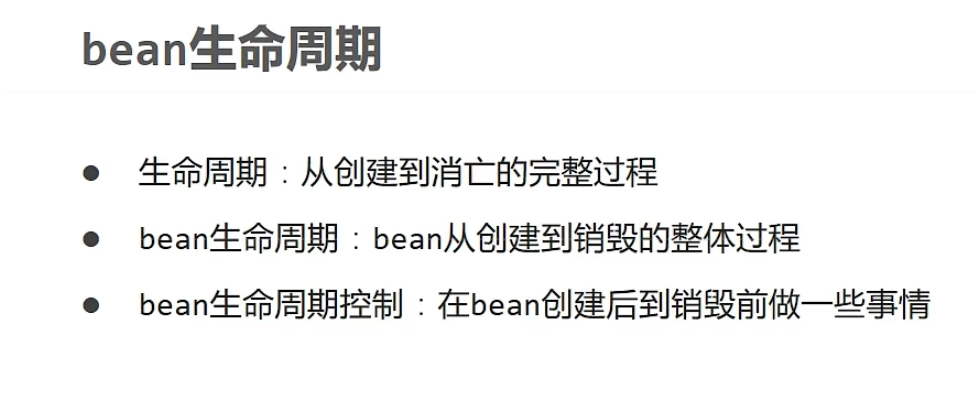 bean生命周期
● 生命周期：从创建到消亡的完整过程
● bean生命周期：bean从创建到销毁的整体过程
● bean生命周期控制：在bean创建后到销毁前做一些事情